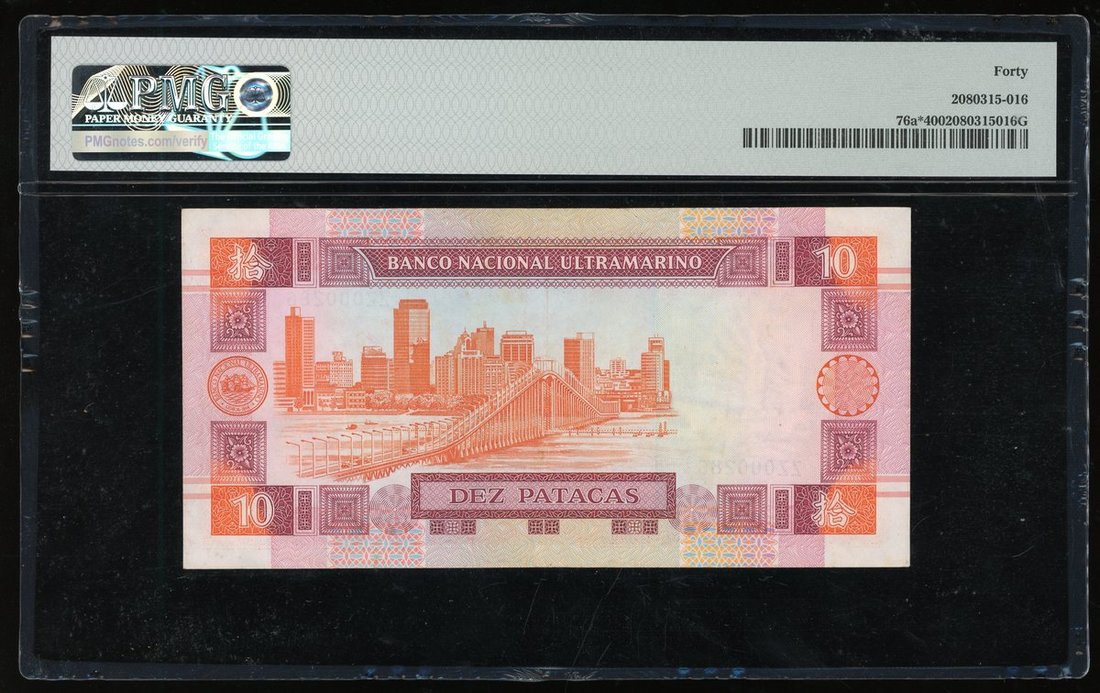 PMG
PAPER MONEY GUARANTY
PMGnotes.com/verify
Forty
2080315-016
76a*4002080315016G
拾
BANCO NACIONAL ULTRAMARINO
10
10
DEZ PATACAS
拾